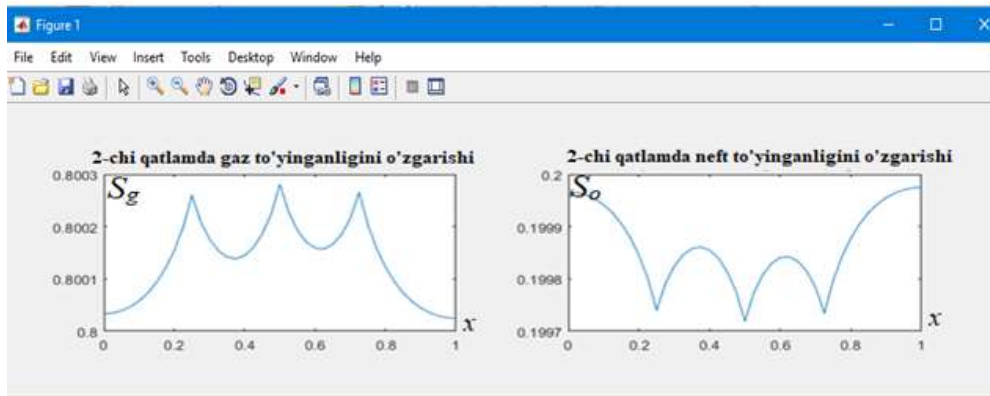 Figure 1
File Edit View Insert Tools Desktop Window Help
2-chi qatlamda gaz to'yinganligini o'zgarishi
0.8003
0.8002
0.8001
0.8
S_g
0 0.2 0.4 0.6 0.8 1
x
2-chi qatlamda neft to'yinganligini o'zgarishi
0.2
0.1999
0.1998
0.1997
S_o
0 0.2 0.4 0.6 0.8 1
x